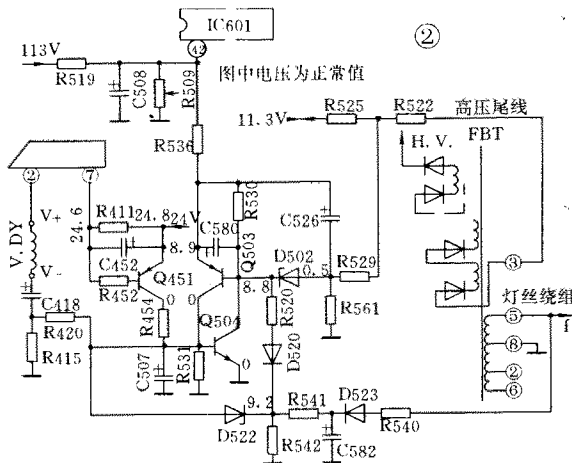 IC601
②
113V
42
R519
C508
R509
图中电压为正常值
R525
R522
高压尾线
11.3V
FBT
H.V.
R536
② ⑦
V+
24.6
R411
24.8
24V
R530
C526
V.DY
8.9
C580
Q503
D502
0.5
R529
③
V-
C452
Q451
8.8
R452
R454
0
0
R520
R561
灯丝绕组
⑤
C418
Q504
f
R420
⑧
R415
C507
R531
0
D520
②
D523
⑥
9.2
R541
R540
D522
R542
C582